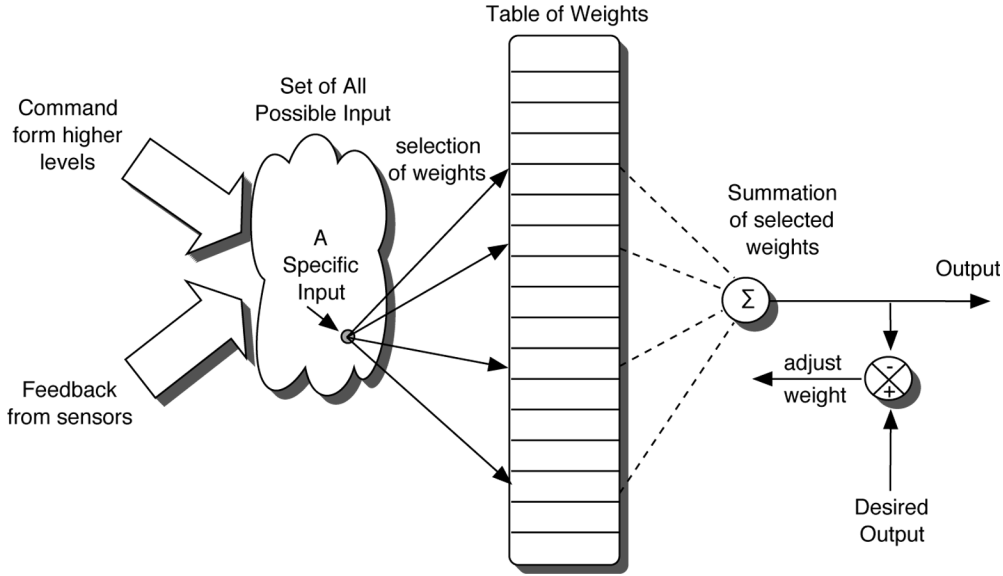 Table of Weights
Set of All
Possible Input
Command
form higher
levels
selection
of weights
A
Specific
Input
Summation
of selected
weights
Σ
Output
-
+
adjust
weight
Feedback
from sensors
Desired
Output